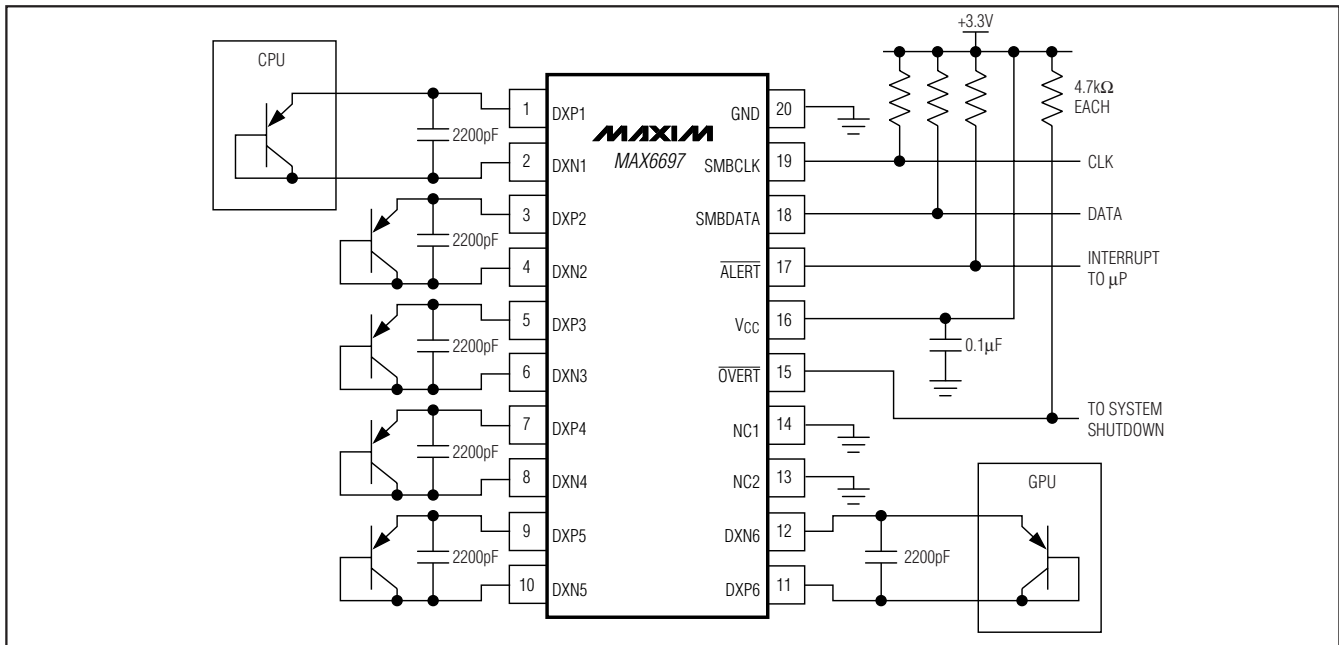 CPU
2200pF
2200pF
2200pF
2200pF
2200pF
1
2
3
4
5
6
7
8
9
10
DXP1
DXN1
DXP2
DXN2
DXP3
DXN3
DXP4
DXN4
DXP5
DXN5
MAXIM
MAX6697
GND
SMBCLK
SMBDATA
ALERT
VCC
OVERT
NC1
NC2
DXN6
DXP6
20
19
18
17
16
15
14
13
12
11
+3.3V
4.7kΩ
EACH
CLK
DATA
INTERRUPT
TO μP
0.1μF
TO SYSTEM
SHUTDOWN
GPU
2200pF